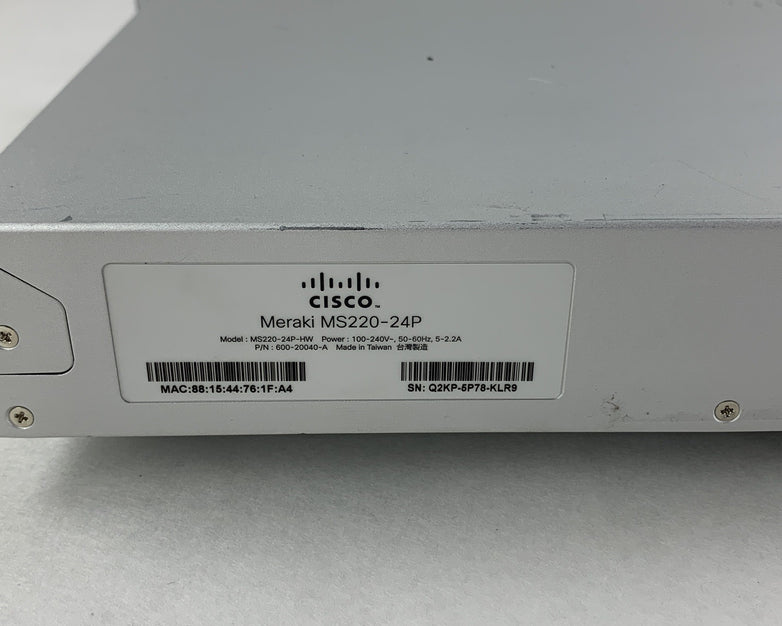 CISCO™
Meraki MS220-24P
Model : MS220-24P-HW Power : 100-240V~, 50-60Hz, 5-2.2A
P/N : 600-20040-A Made in Taiwan 台灣製造
MAC:88:15:44:76:1F:A4
SN: Q2KP-5P78-KLR9